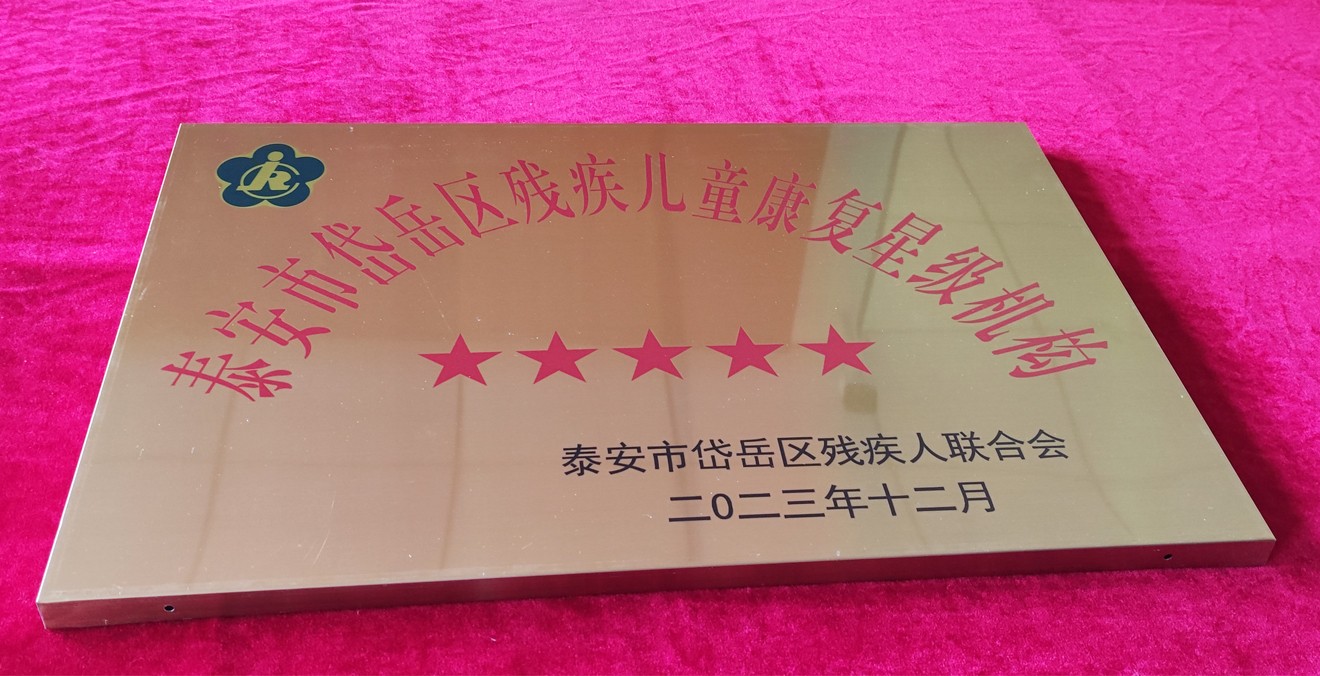 泰安市岱岳区残疾儿童康复星级机构
★★★★★
泰安市岱岳区残疾人联合会
二0二三年十二月